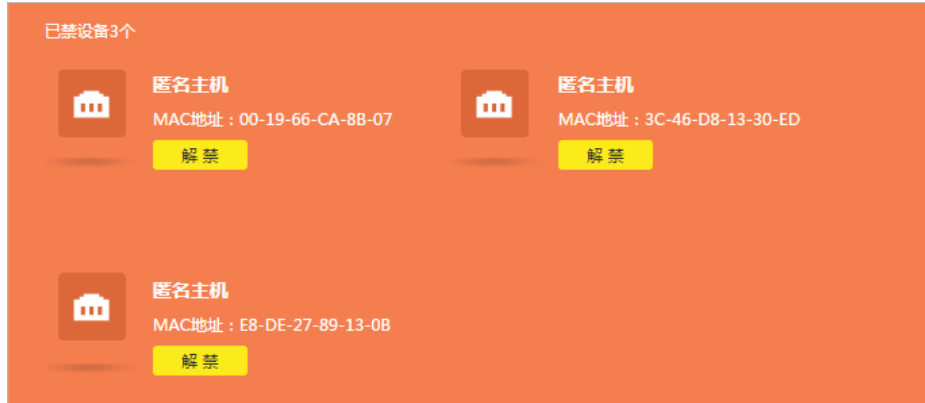 已禁设备3个
匿名主机
MAC地址：00-19-66-CA-8B-07
解 禁
匿名主机
MAC地址：3C-46-D8-13-30-ED
解 禁
匿名主机
MAC地址：E8-DE-27-89-13-0B
解 禁